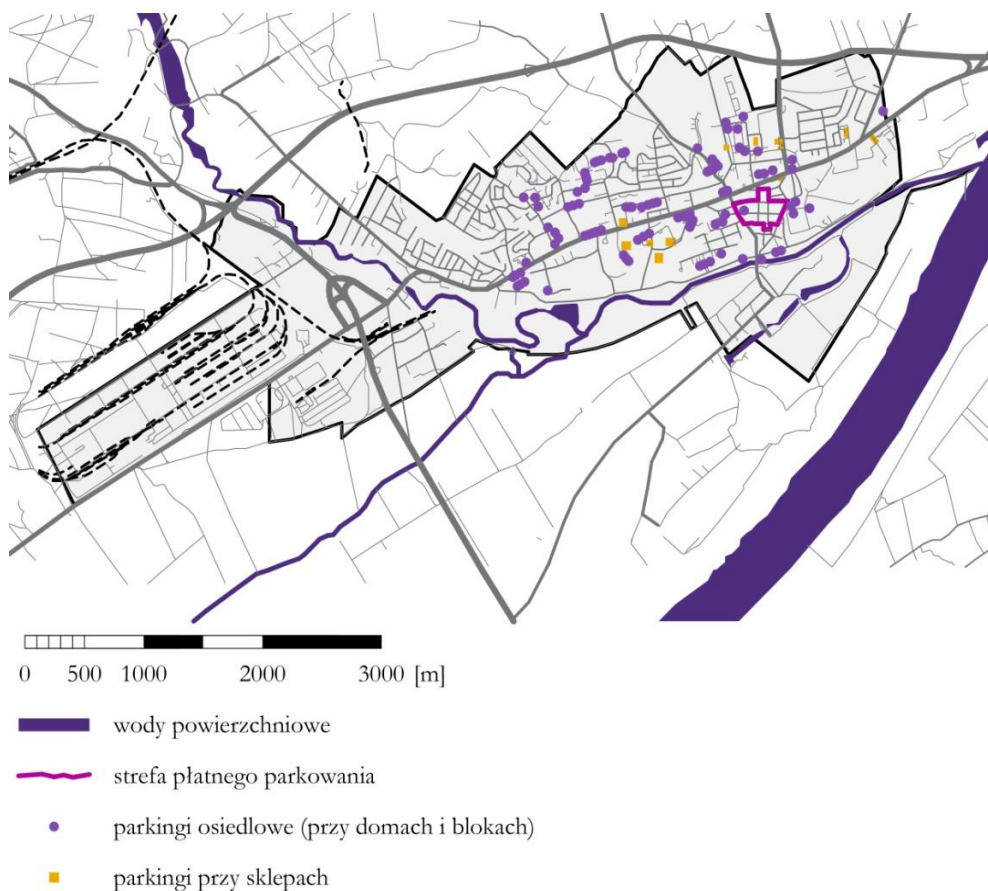 0 500 1000 2000 3000 [m]
wody powierzchniowe
strefa płatnego parkowania
parkingi osiedlowe (przy domach i blokach)
parkingi przy sklepach